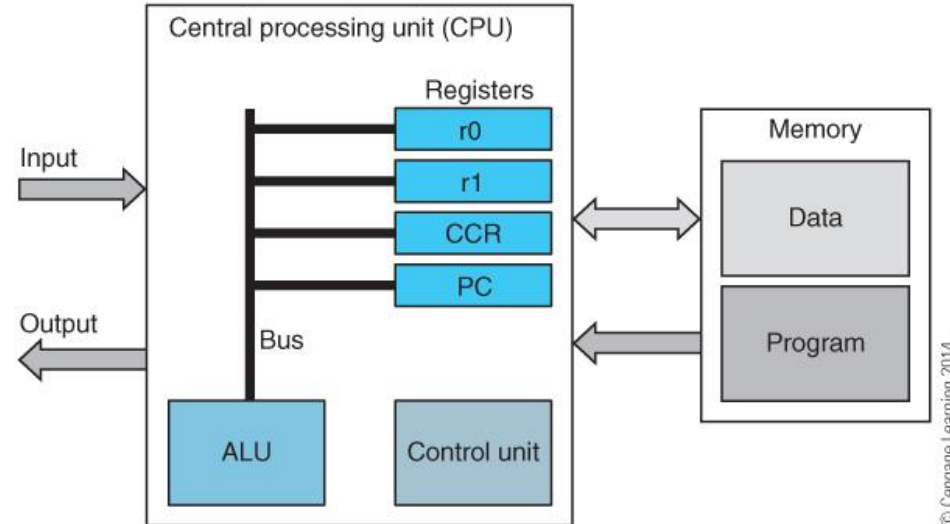 Central processing unit (CPU)
Registers
r0
r1
CCR
PC
Input
Output
Bus
ALU
Control unit
Memory
Data
Program
© Cengage Learning 2014